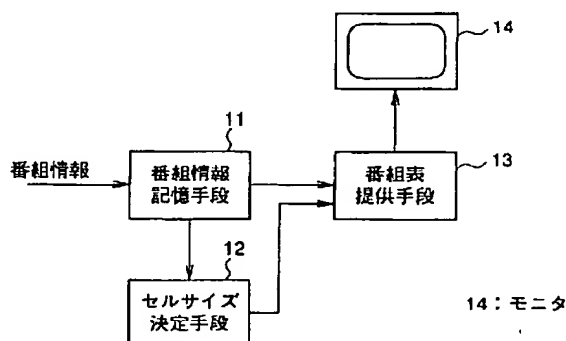 14
11
番組情報
番組情報
記憶手段
番組表
提供手段
13
12
セルサイズ
決定手段
14：モニタ